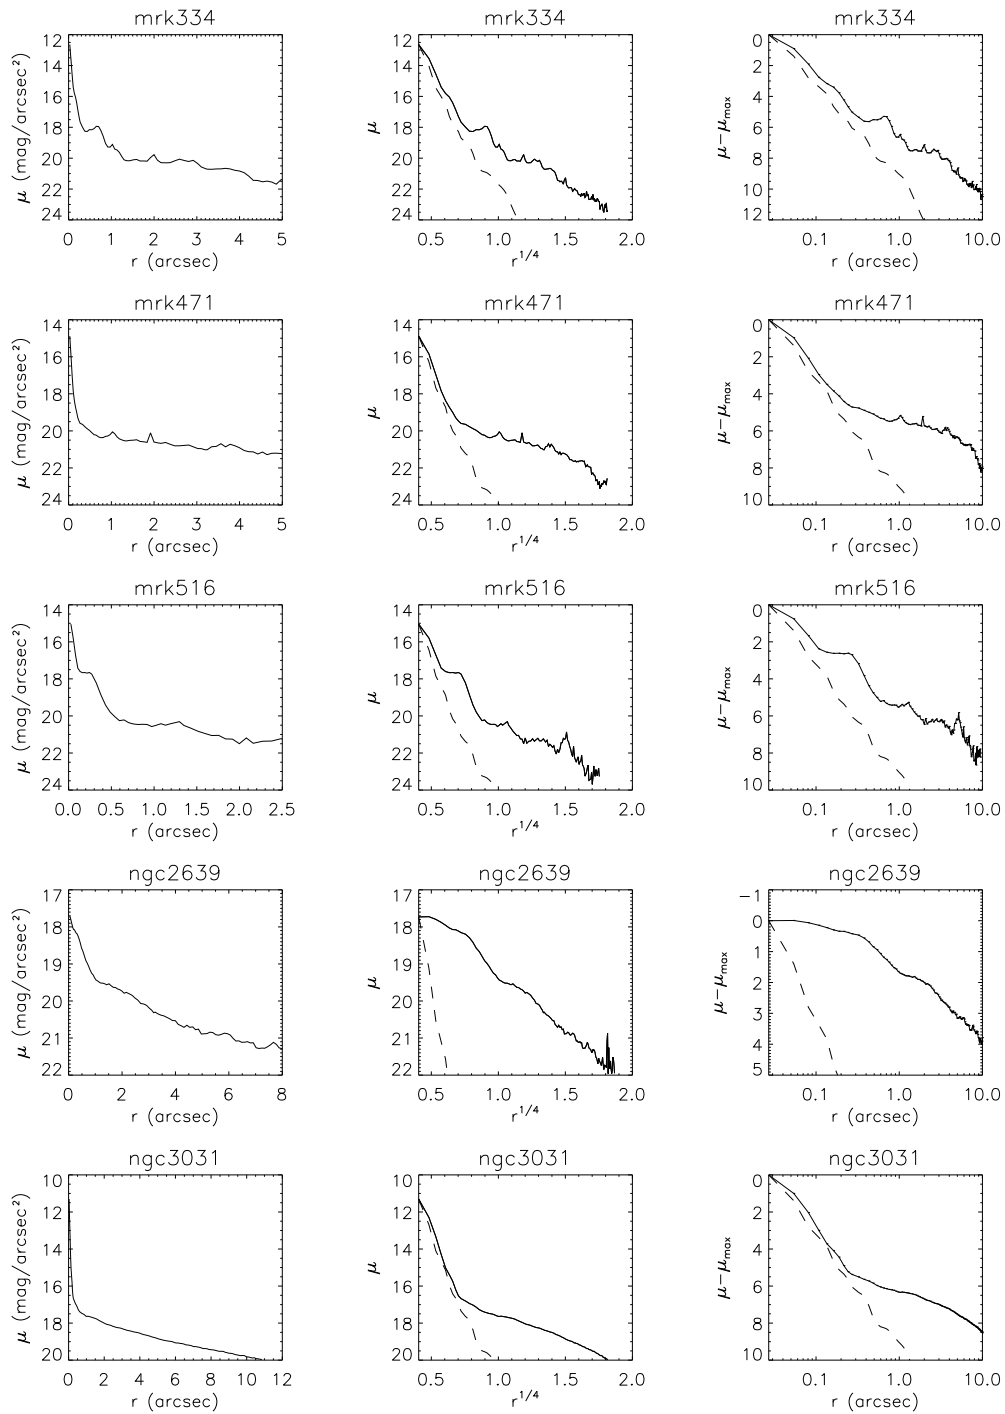 mrk334 mrk334 mrk334
12 14 16 18 20 22 24
μ (mag/arcsec²)
0 1 2 3 4 5
r (arcsec)
12 14 16 18 20 22 24
μ
0.5 1.0 1.5 2.0
r^1/4
0 2 4 6 8 10 12
μ−μmax
0.1 1.0 10.0
r (arcsec)
mrk471 mrk471 mrk471
14 16 18 20 22 24
μ (mag/arcsec²)
0 1 2 3 4 5
r (arcsec)
14 16 18 20 22 24
μ
0.5 1.0 1.5 2.0
r^1/4
0 2 4 6 8 10
μ−μmax
0.1 1.0 10.0
r (arcsec)
mrk516 mrk516 mrk516
14 16 18 20 22 24
μ (mag/arcsec²)
0.0 0.5 1.0 1.5 2.0 2.5
r (arcsec)
14 16 18 20 22 24
μ
0.5 1.0 1.5 2.0
r^1/4
0 2 4 6 8 10
μ−μmax
0.1 1.0 10.0
r (arcsec)
ngc2639 ngc2639 ngc2639
17 18 19 20 21 22
μ (mag/arcsec²)
0 2 4 6 8
r (arcsec)
17 18 19 20 21 22
μ
0.5 1.0 1.5 2.0
r^1/4
−1 0 1 2 3 4 5
μ−μmax
0.1 1.0 10.0
r (arcsec)
ngc3031 ngc3031 ngc3031
10 12 14 16 18 20
μ (mag/arcsec²)
0 2 4 6 8 10 12
r (arcsec)
10 12 14 16 18 20
μ
0.5 1.0 1.5 2.0
r^1/4
0 2 4 6 8 10
μ−μmax
0.1 1.0 10.0
r (arcsec)